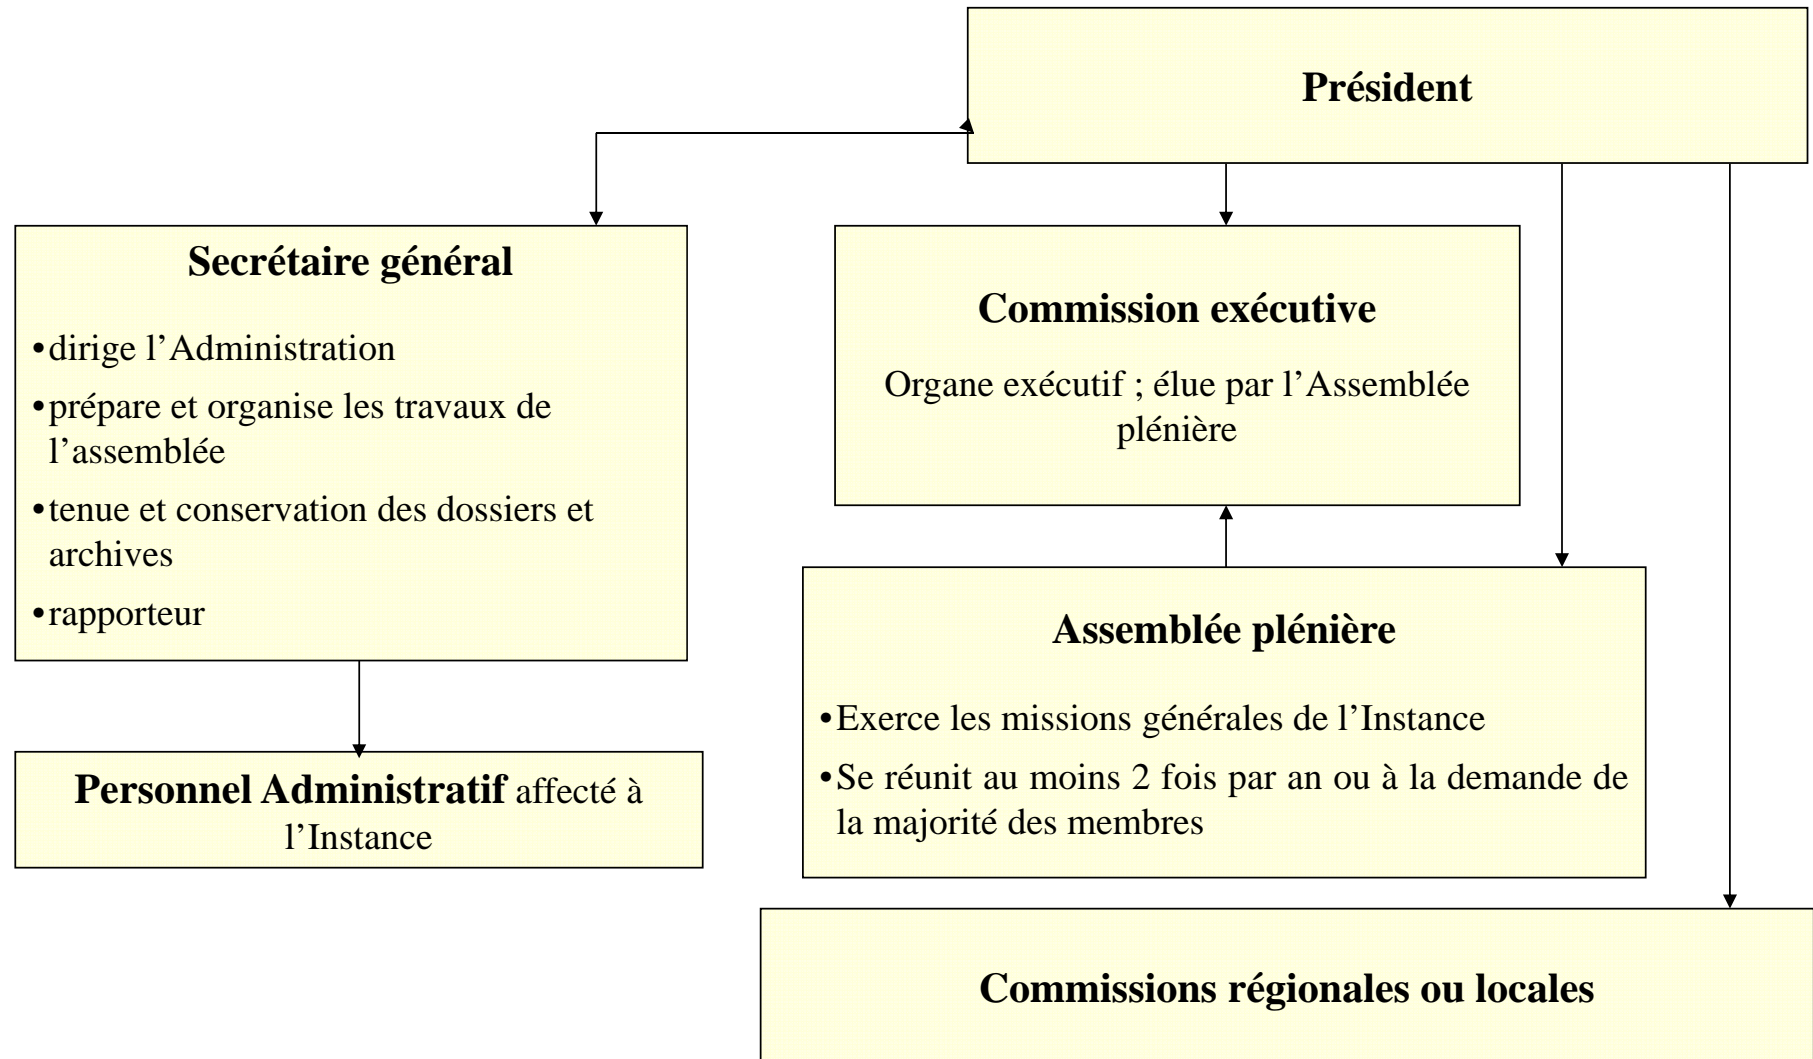 Président
Secrétaire général
•dirige l’Administration
•prépare et organise les travaux de
l’assemblée
•tenue et conservation des dossiers et
archives
•rapporteur
Commission exécutive
Organe exécutif ; élue par l’Assemblée
plénière
Assemblée plénière
•Exerce les missions générales de l’Instance
•Se réunit au moins 2 fois par an ou à la demande de
la majorité des membres
Personnel Administratif affecté à
l’Instance
Commissions régionales ou locales